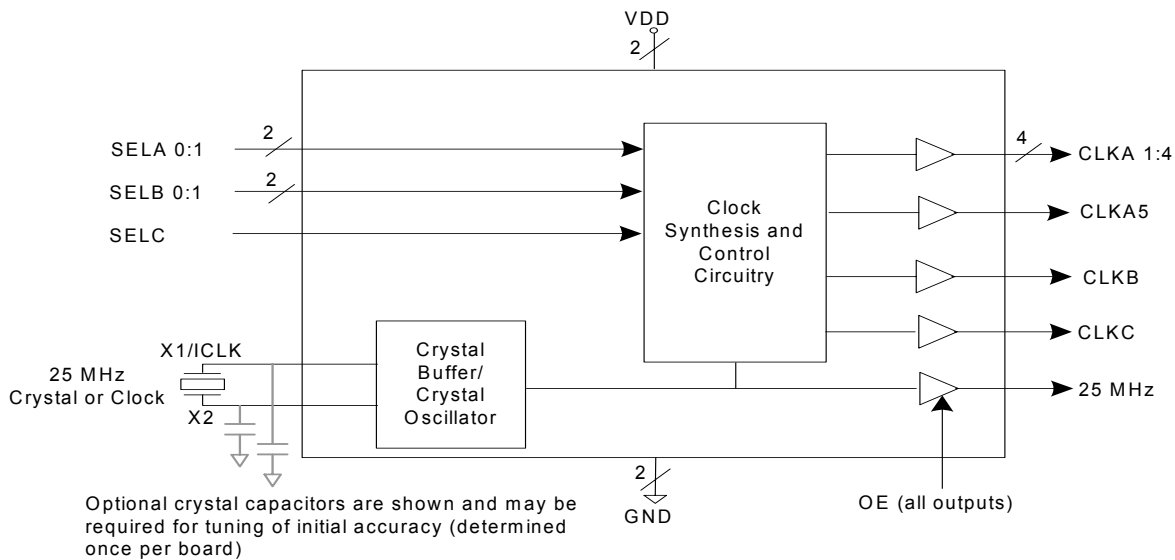 VDD
2
SELA 0:1
2
SELB 0:1
2
SELC
Clock
Synthesis and
Control
Circuitry
4
CLKA 1:4
CLKA5
CLKB
CLKC
25 MHz
X1/ICLK
25 MHz
Crystal or Clock
X2
Crystal
Buffer/
Crystal
Oscillator
2
GND
OE (all outputs)
Optional crystal capacitors are shown and may be
required for tuning of initial accuracy (determined
once per board)